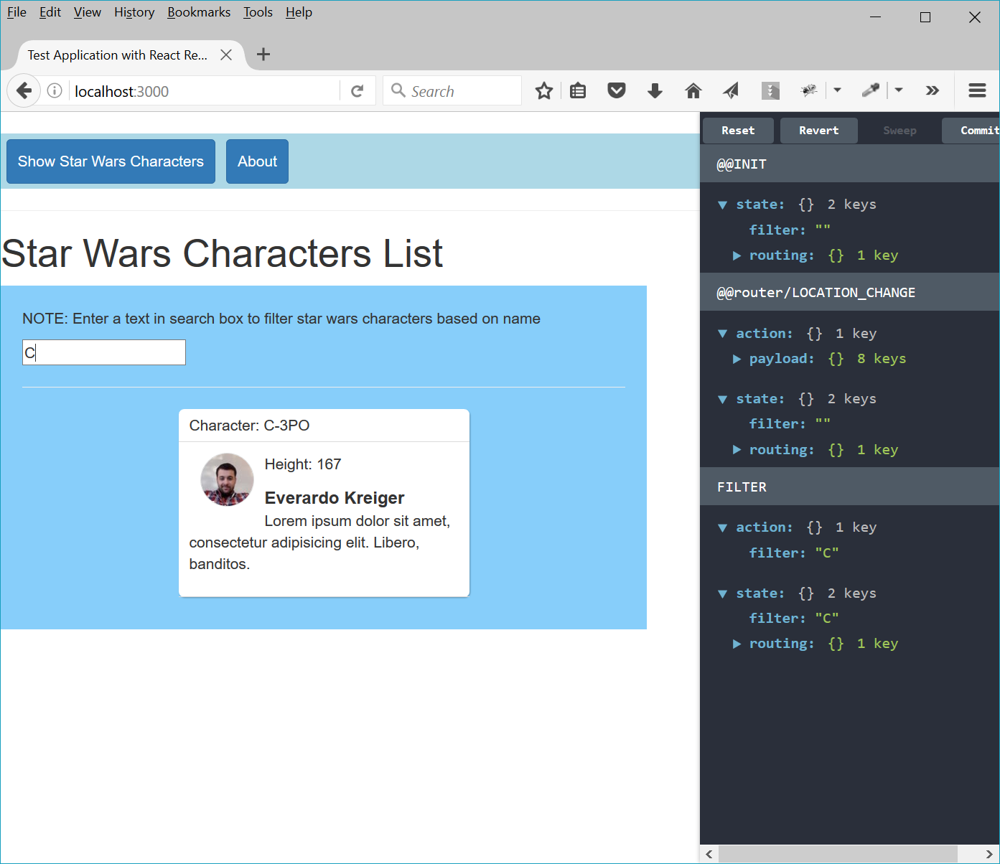 File Edit View History Bookmarks Tools Help
Test Application with React Re...
localhost:3000
Search
Show Star Wars Characters
About
Star Wars Characters List
NOTE: Enter a text in search box to filter star wars characters based on name
C
Character: C-3PO
Height: 167
Everardo Kreiger
Lorem ipsum dolor sit amet,
consectetur adipisicing elit. Libero,
banditos.
Reset Revert Sweep Commit
@@INIT
state: {} 2 keys
filter: ""
routing: {} 1 key
@@router/LOCATION_CHANGE
action: {} 1 key
payload: {} 8 keys
state: {} 2 keys
filter: ""
routing: {} 1 key
FILTER
action: {} 1 key
filter: "C"
state: {} 2 keys
filter: "C"
routing: {} 1 key